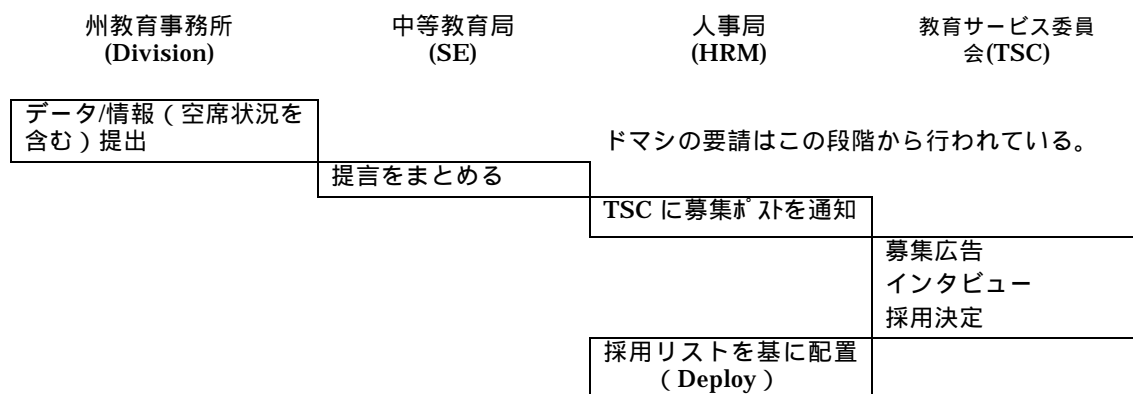 州教育事務所 中等教育局 人事局 教育サービス委員
(Division) (SE) (HRM) 会(TSC)
データ/情報(空席状況を
含む)提出 ドマシの要請はこの段階から行われている。
提言をまとめる
TSC に募集ﾎﾟｽﾄを通知
募集広告
インタビュー
採用決定
採用リストを基に配置
(Deploy)